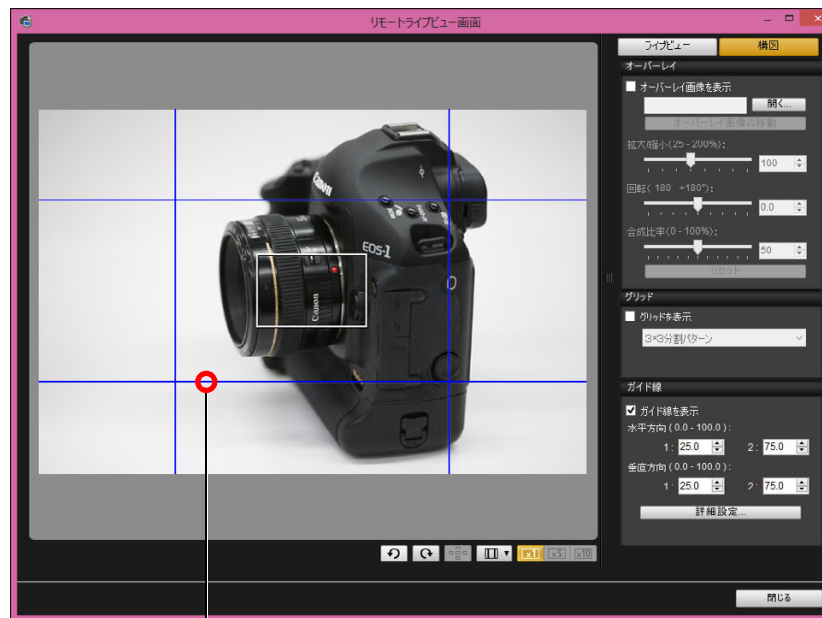 リモートライブビュー画面
ライブビュー
構図
オーバーレイ
オーバーレイ画像を表示
開く...
オーバーレイ画像の移動
拡大/縮小(25-200%):
100
回転(-180-+180°):
0.0
合成比率(0-100%):
50
リセット
グリッド
グリッドを表示
3×3分割パターン
ガイド線
ガイド線を表示
水平方向(0.0-100.0):
1: 25.0 2: 75.0
垂直方向(0.0-100.0):
1: 25.0 2: 75.0
詳細設定...
Canon
EOS-1
Canon
x1 x5 x10
閉じる